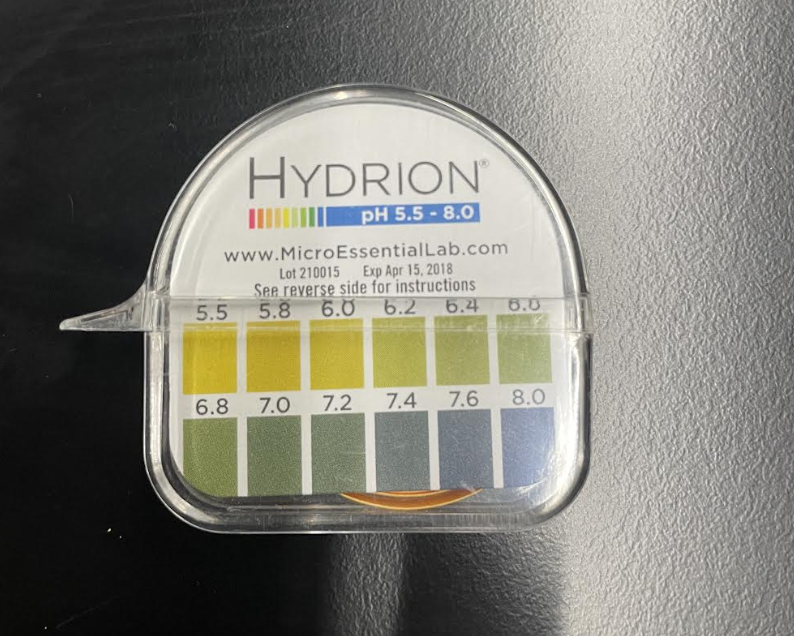 HYDRION®
pH 5.5 - 8.0
www.MicroEssentialLab.com
Lot 210015 Exp Apr 15, 2018
See reverse side for instructions
5.5 5.8 6.0 6.2 6.4
6.8 7.0 7.2 7.4 7.6 8.0